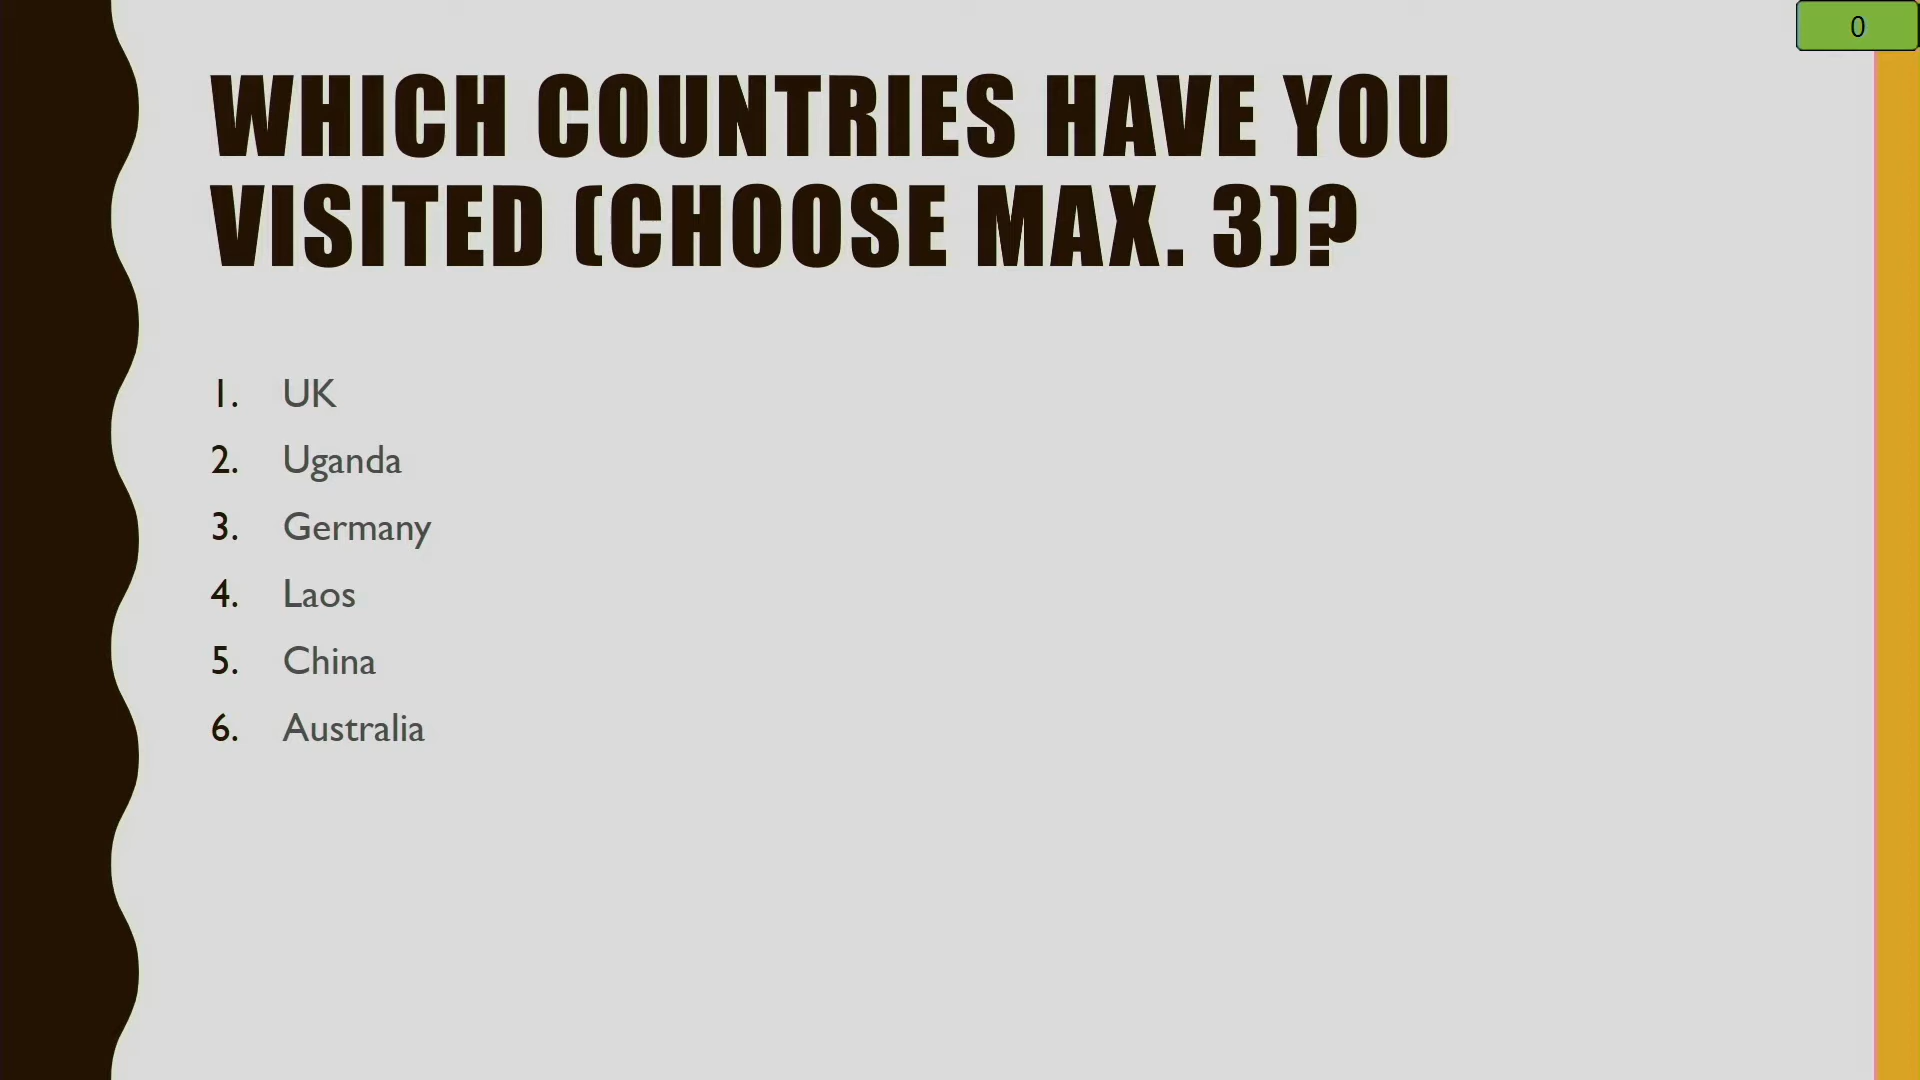 0
WHICH COUNTRIES HAVE YOU
VISITED (CHOOSE MAX. 3)?
1. UK
2. Uganda
3. Germany
4. Laos
5. China
6. Australia